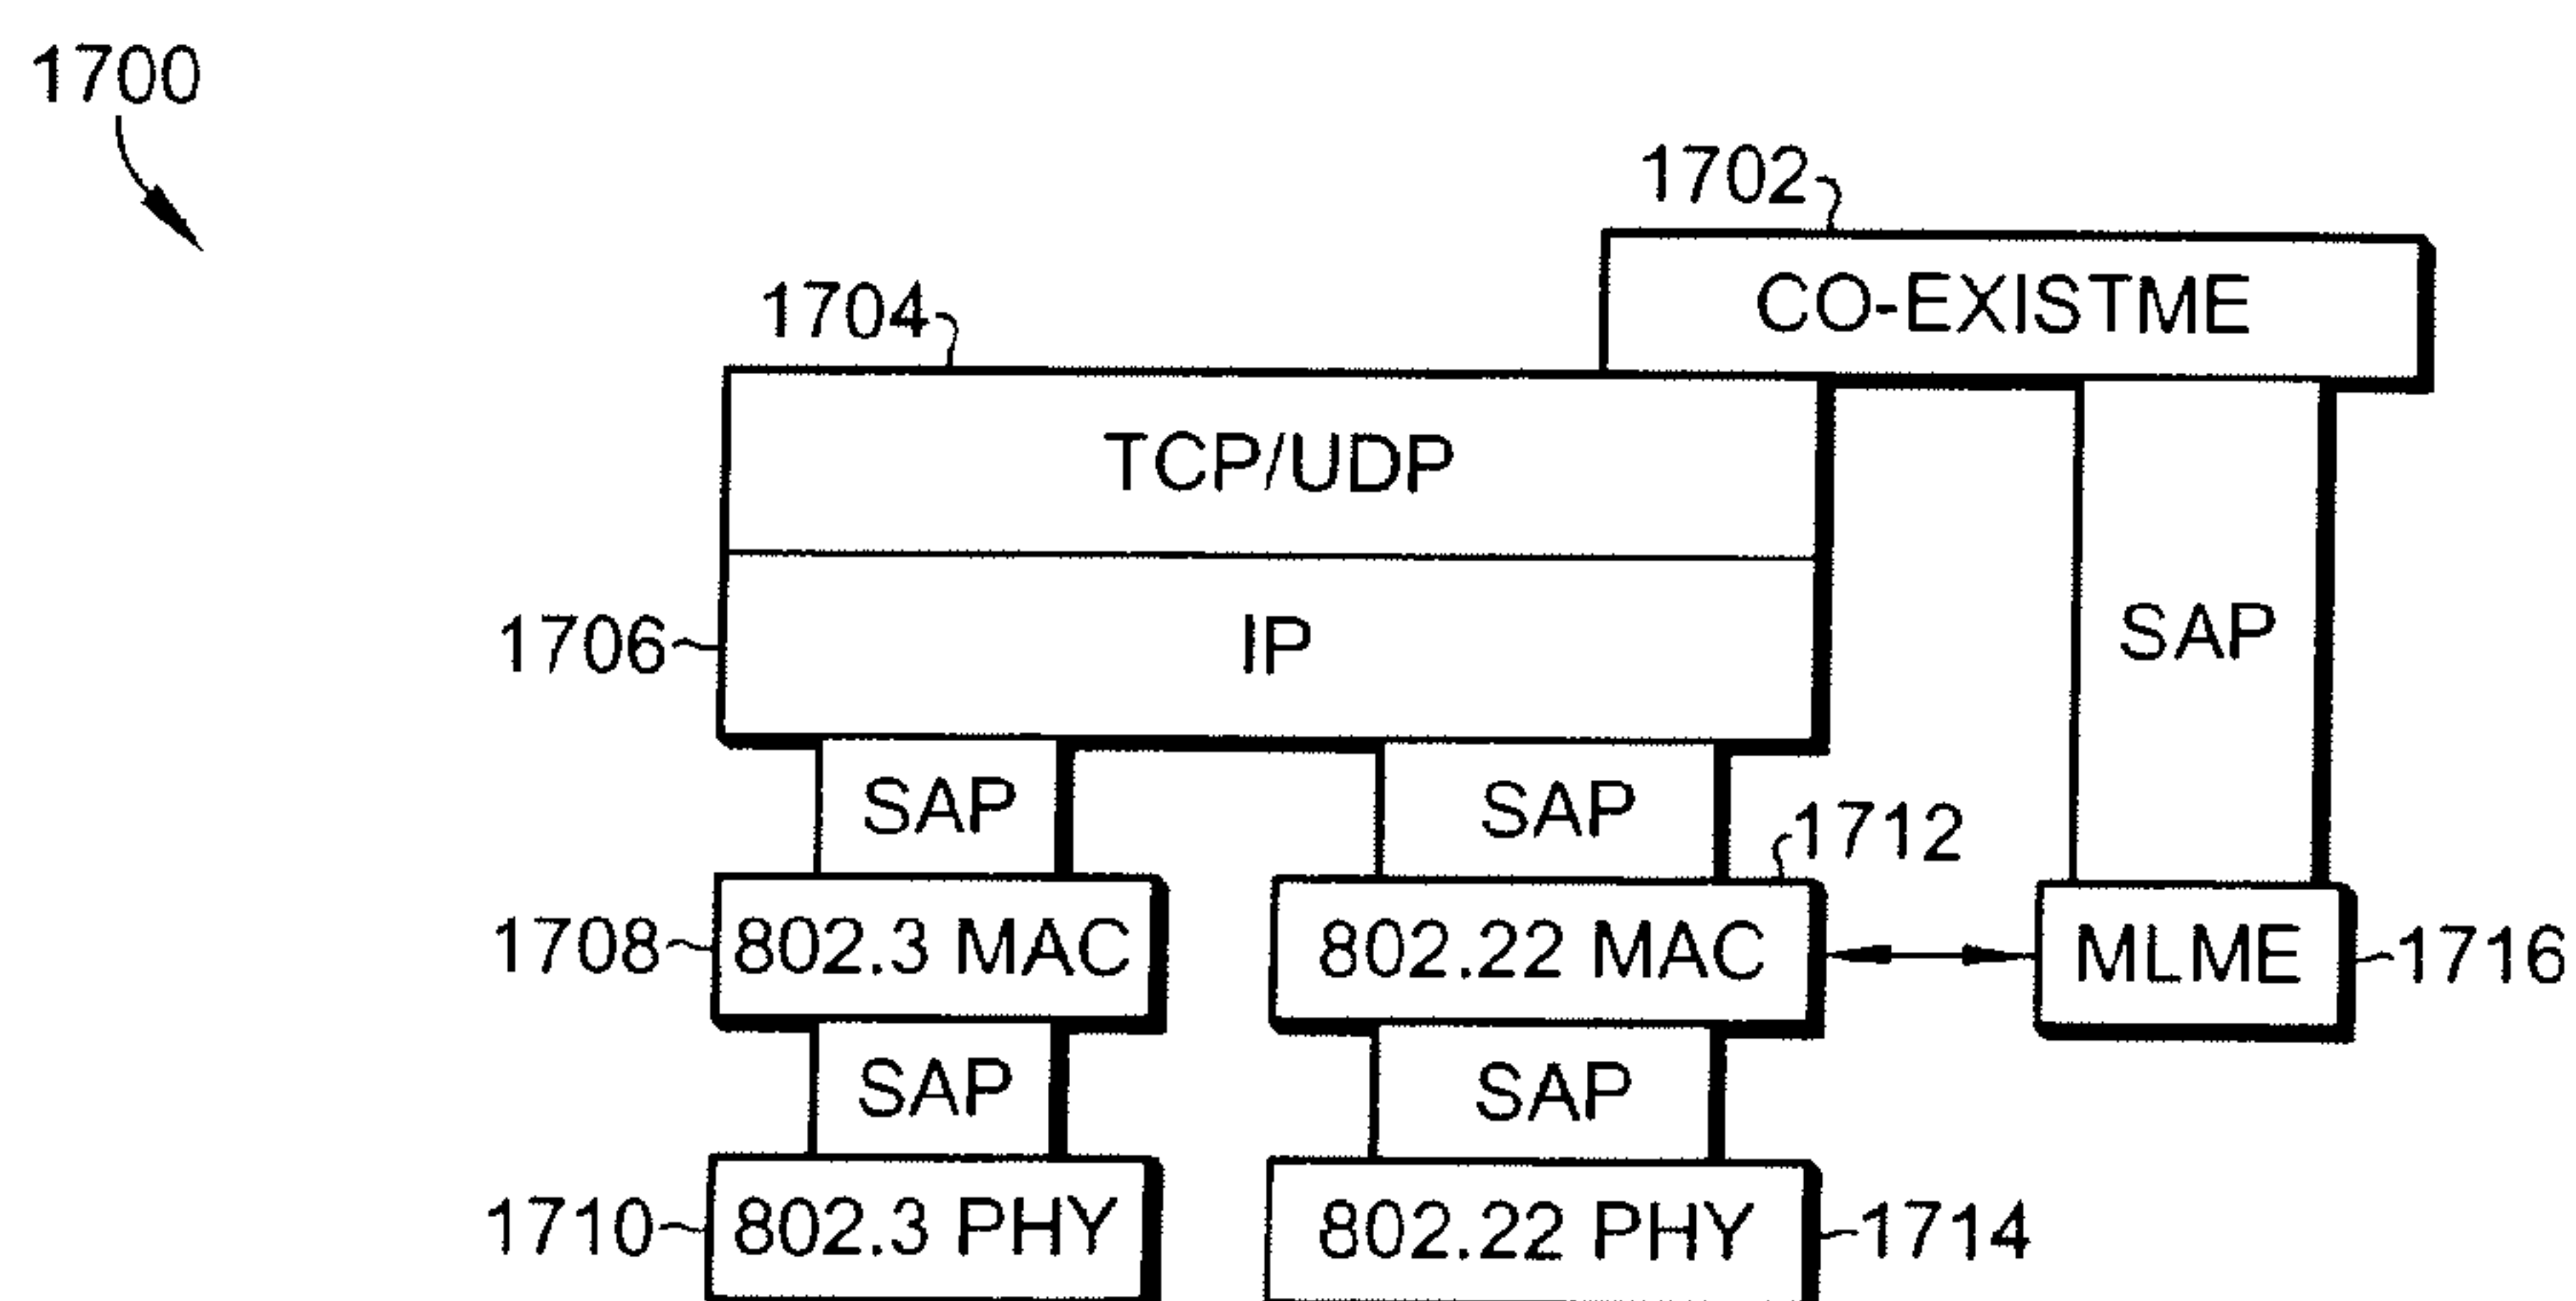 1700
1702
CO-EXISTME
1704
TCP/UDP
1706
IP
SAP
SAP
SAP
1712
1708
802.3 MAC
802.22 MAC
MLME
1716
SAP
SAP
1710
802.3 PHY
802.22 PHY
1714